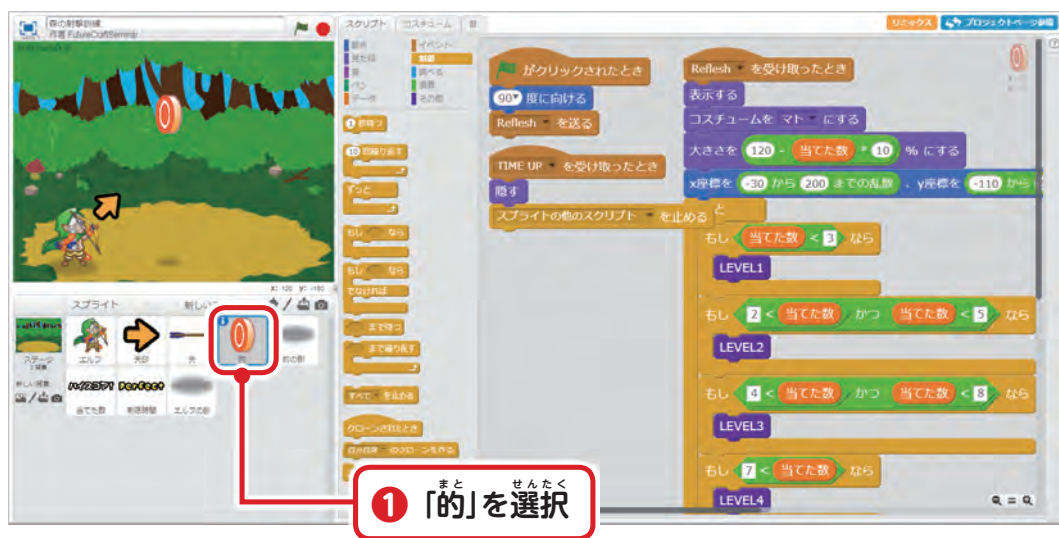 森の射撃訓練
作者 FutureCraftSeminar
スクリプト
コスチューム
音
リミックス
プロジェクトページ参照
動き
イベント
見た目
制御
音
調べる
ペン
演算
データ
その他
1 秒待つ
10 回繰り返す
ずっと
もし なら
もし なら
でなければ
まで待つ
まで繰り返す
すべて を止める
クローンされたとき
自分自身 のクローンを作る
がクリックされたとき
90 度に向ける
Reflesh を送る
TIME UP を受け取ったとき
隠す
スプライトの他のスクリプト を止める
Reflesh を受け取ったとき
表示する
コスチュームを マト にする
大きさを 120 - 当てた数 * 10 % にする
x座標を -30 から 200 までの乱数 、y座標を -110 から
と
もし 当てた数 < 3 なら
LEVEL1
もし 2 < 当てた数 かつ 当てた数 < 5 なら
LEVEL2
もし 4 < 当てた数 かつ 当てた数 < 8 なら
LEVEL3
もし 7 < 当てた数 なら
LEVEL4
スプライト
新しい
ステージ
エルフ
矢印
矢
的
的の影
新しい背景
ハイスコア!
Perfect
当てた数
制限時間
エルフの影
まと せんたく
❶ 「的」を選択